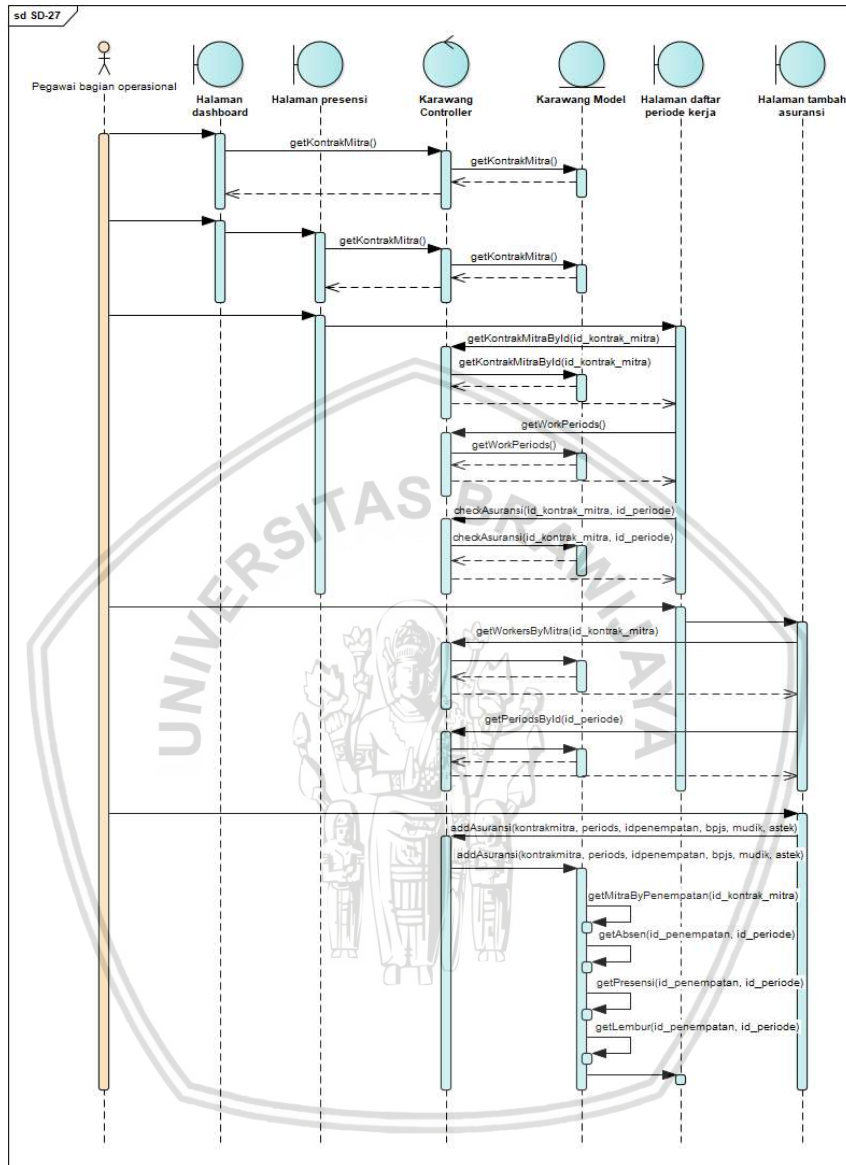 sd SD-27
Pegawai bagian operasional
Halaman
dashboard
Halaman presensi
Karawang
Controller
Karawang Model
Halaman daftar
periode kerja
Halaman tambah
asuransi
getKontrakMitra()
getKontrakMitra()
getKontrakMitra()
getKontrakMitra()
getKontrakMitraById(id_kontrak_mitra)
getKontrakMitraById(id_kontrak_mitra)
getWorkPeriods()
getWorkPeriods()
checkAsuransi(id_kontrak_mitra, id_periode)
checkAsuransi(id_kontrak_mitra, id_periode)
getWorkersByMitra(id_kontrak_mitra)
getPeriodsById(id_periode)
addAsuransi(kontrakmitra, periods, idpenempatan, bpjs, mudik, astek)
addAsuransi(kontrakmitra, periods, idpenempatan, bpjs, mudik, astek)
getMitraByPenempatan(id_kontrak_mitra)
getAbsen(id_penempatan, id_periode)
getPresensi(id_penempatan, id_periode)
getLembur(id_penempatan, id_periode)
UNIVERSITAS BRAWIJAYA